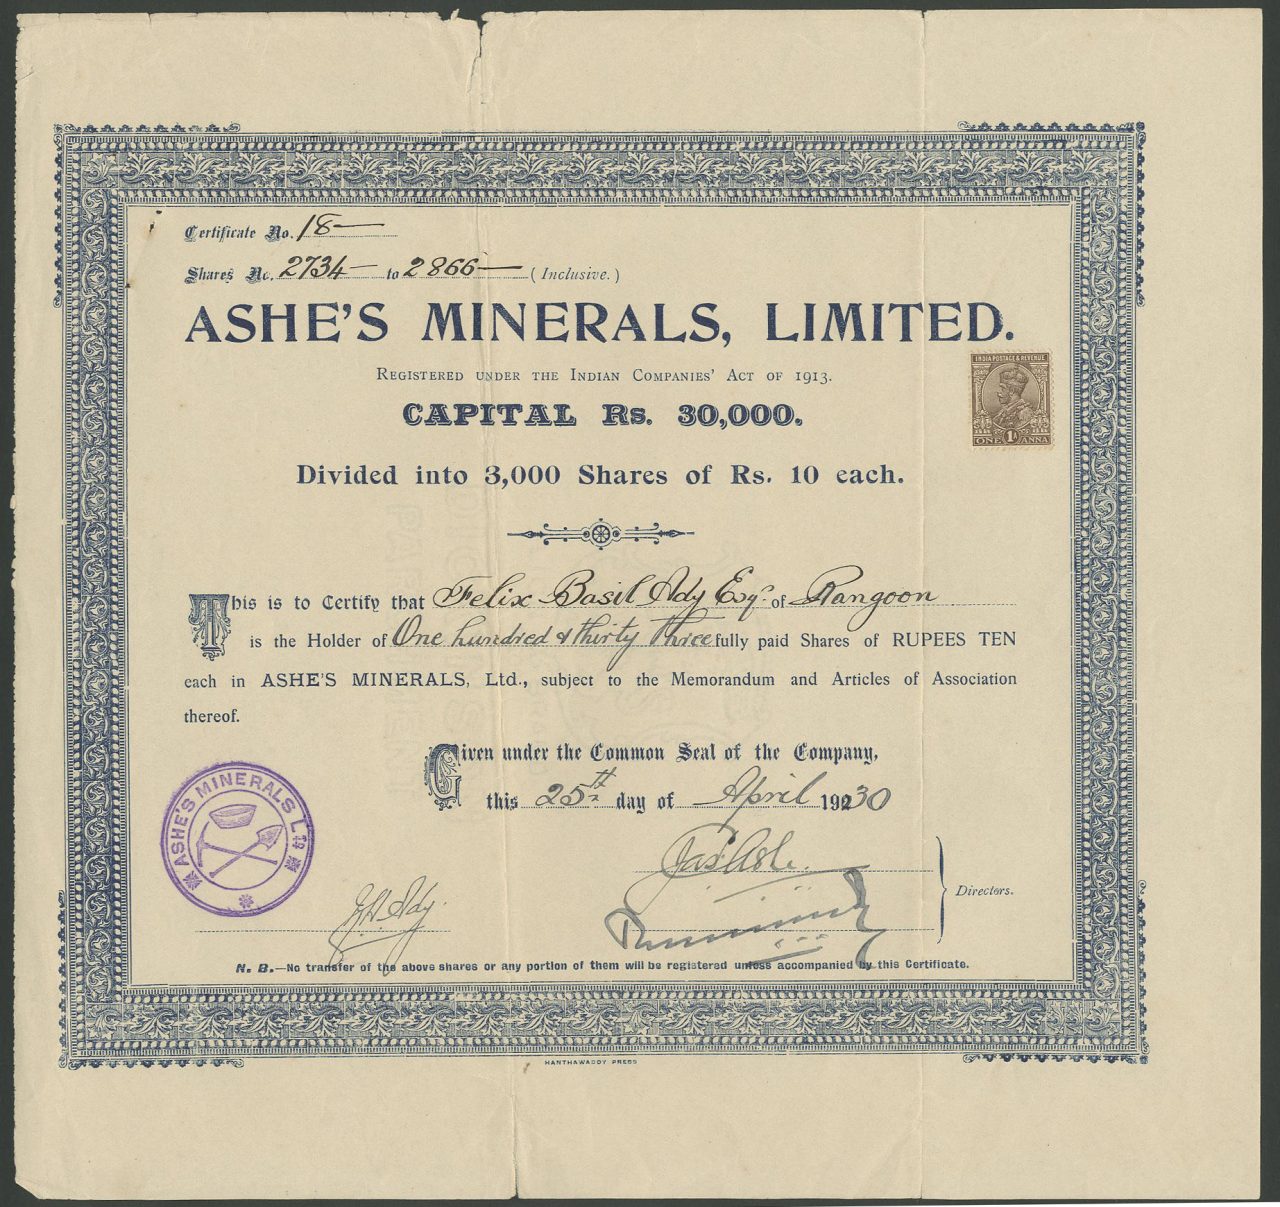 Certificate No. 18—
Shares No. 2734— to 2866— (Inclusive.)
ASHE'S MINERALS, LIMITED.
REGISTERED UNDER THE INDIAN COMPANIES' ACT OF 1913.
INDIA POSTAGE & REVENUE
ONE 1A ANNA
CAPITAL Rs. 30,000.
Divided into 3,000 Shares of Rs. 10 each.
This is to Certify that Felix Basil Ady Esq. of Rangoon
is the Holder of One hundred & thirty three fully paid Shares of RUPEES TEN
each in ASHE'S MINERALS, Ltd., subject to the Memorandum and Articles of Association
thereof.
Given under the Common Seal of the Company,
this 25th day of April 1930
ASHE'S MINERALS LTD
Jas Ashe.
Directors.
Ady.
N. B.—No transfer of the above shares or any portion of them will be registered unless accompanied by this Certificate.
HANTHAWADDY PRESS